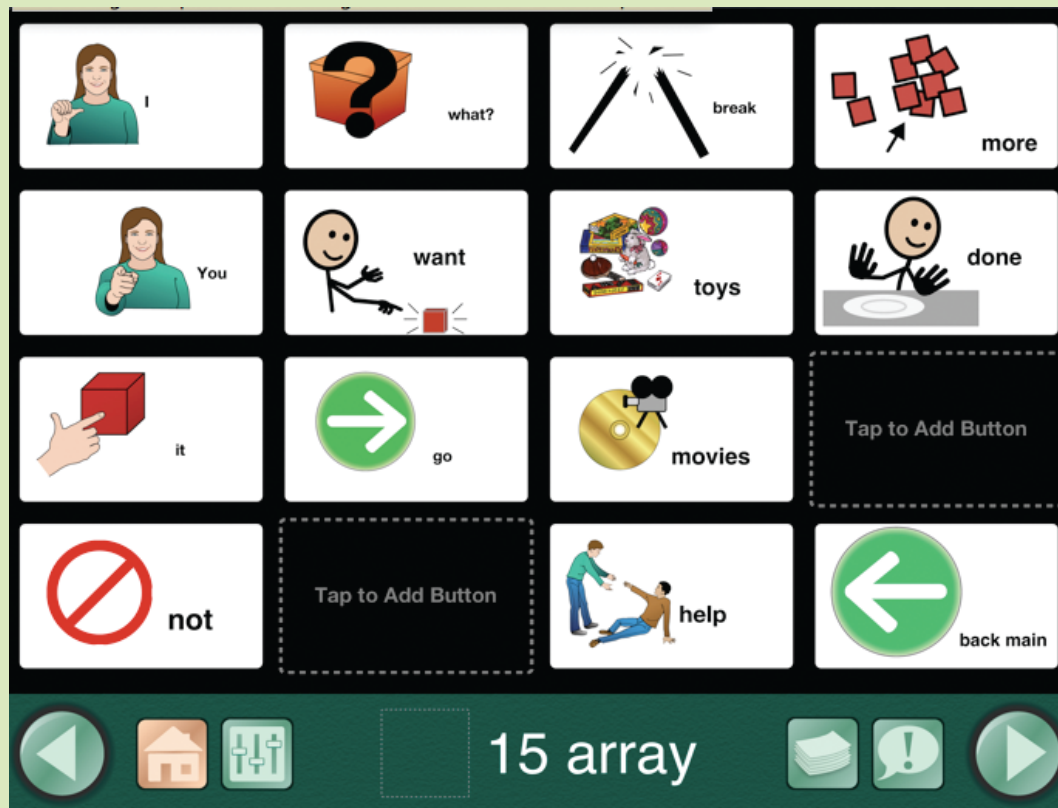 I
what?
break
more
You
want
toys
done
it
go
movies
Tap to Add Button
not
Tap to Add Button
help
back main
15 array